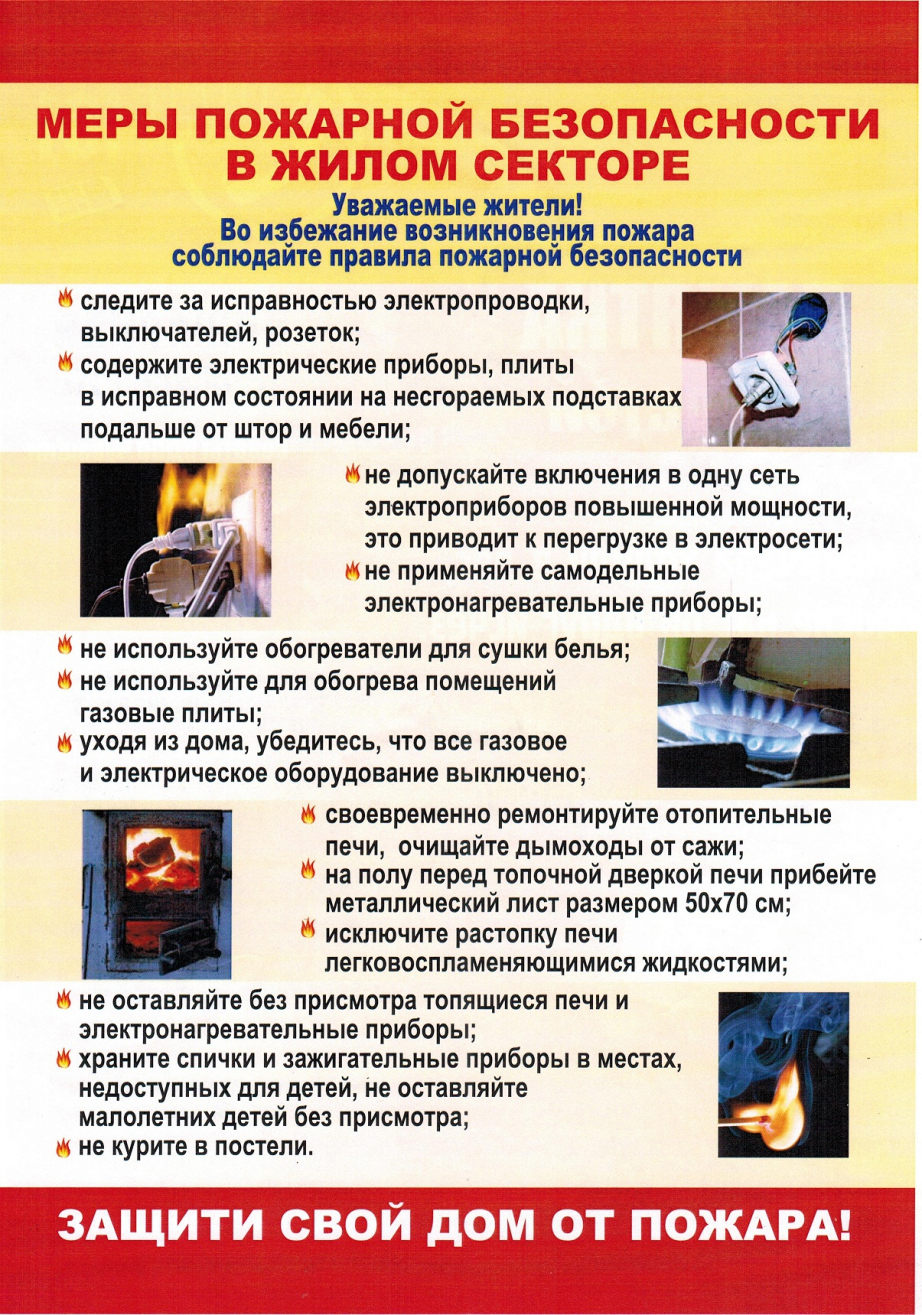 МЕРЫ ПОЖАРНОЙ БЕЗОПАСНОСТИ
В ЖИЛОМ СЕКТОРЕ
Уважаемые жители!
Во избежание возникновения пожара
соблюдайте правила пожарной безопасности
следите за исправностью электропроводки,
выключателей, розеток;
содержите электрические приборы, плиты
в исправном состоянии на несгораемых подставках
подальше от штор и мебели;
не допускайте включения в одну сеть
электроприборов повышенной мощности,
это приводит к перегрузке в электросети;
не применяйте самодельные
электронагревательные приборы;
не используйте обогреватели для сушки белья;
не используйте для обогрева помещений
газовые плиты;
уходя из дома, убедитесь, что все газовое
и электрическое оборудование выключено;
своевременно ремонтируйте отопительные
печи, очищайте дымоходы от сажи;
на полу перед топочной дверкой печи прибейте
металлический лист размером 50х70 см;
исключите растопку печи
легковоспламеняющимися жидкостями;
не оставляйте без присмотра топящиеся печи и
электронагревательные приборы;
храните спички и зажигательные приборы в местах,
недоступных для детей, не оставляйте
малолетних детей без присмотра;
не курите в постели.
ЗАЩИТИ СВОЙ ДОМ ОТ ПОЖАРА!